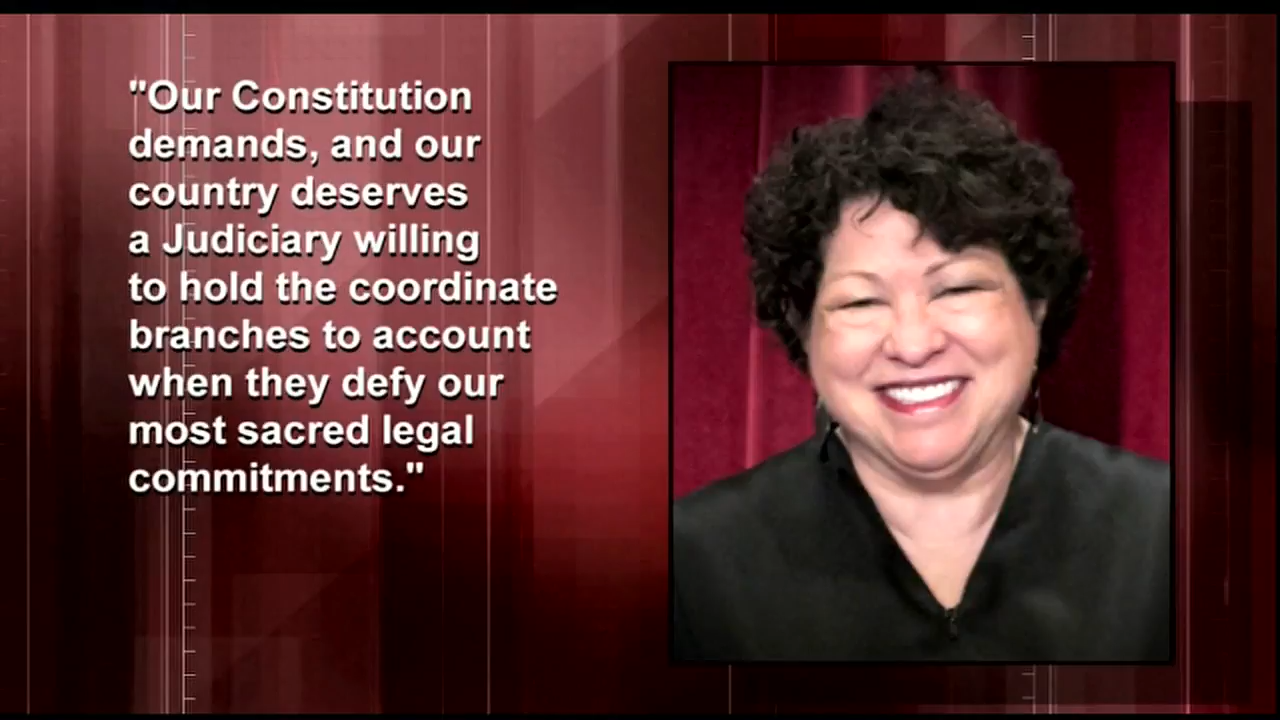 "Our Constitution
demands, and our
country deserves
a Judiciary willing
to hold the coordinate
branches to account
when they defy our
most sacred legal
commitments."